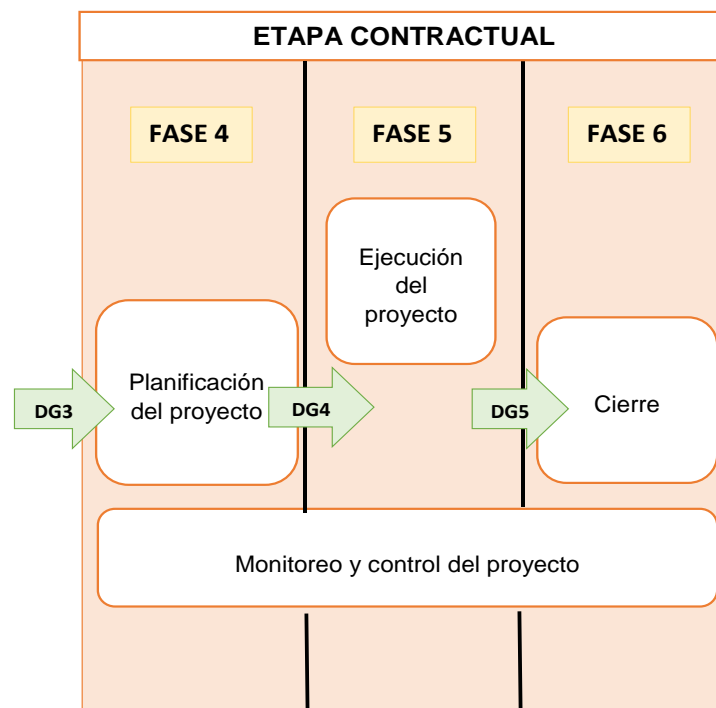 ETAPA CONTRACTUAL
FASE 4
FASE 5
FASE 6
Ejecución
del
proyecto
DG3
Planificación
del proyecto
DG4
DG5
Cierre
Monitoreo y control del proyecto